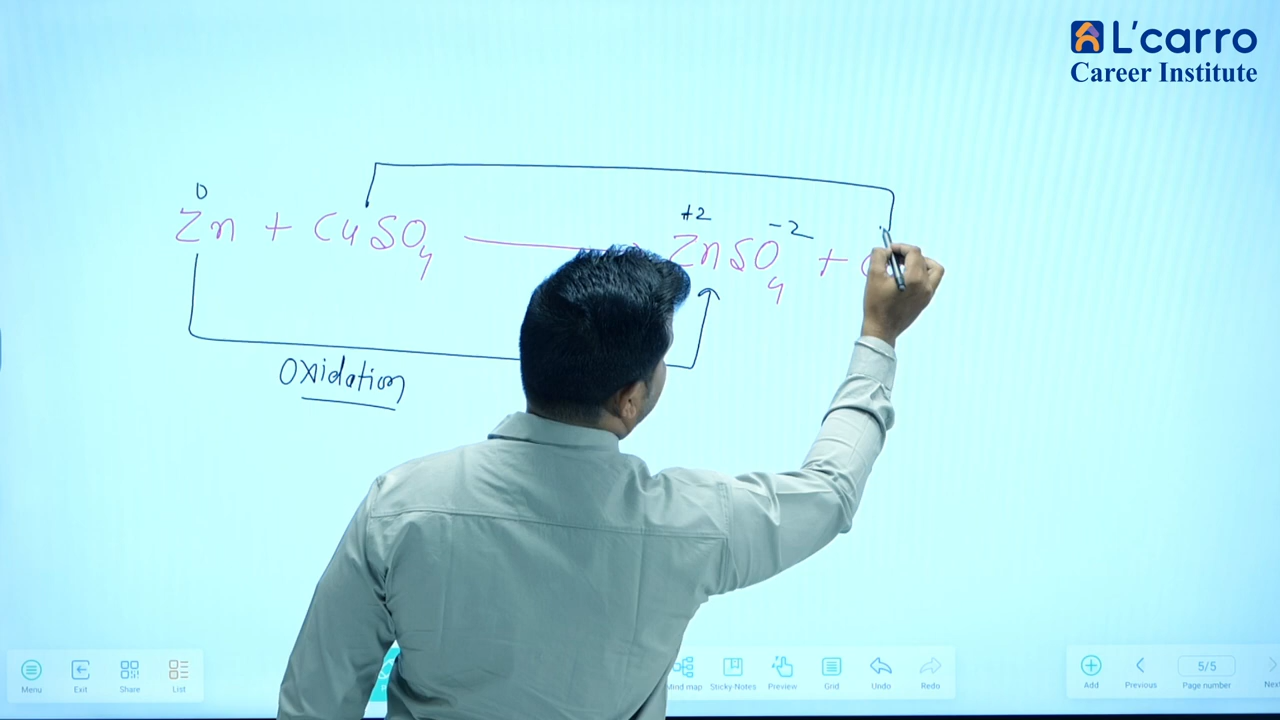 L'carro
Career Institute
0
+2
-2
Zn + CuSO4 → ZnSO4 +
Oxidation
Menu
Exit
Share
List
Mind map
Sticky-Notes
Preview
Grid
Undo
Redo
Add
Previous
5/5
Page number